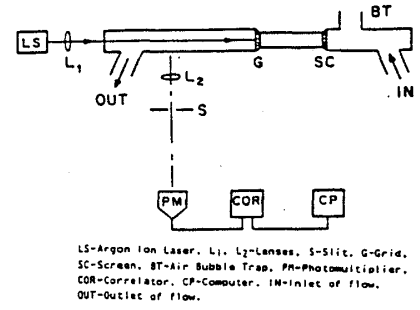 BT
LS
L1
G
SC
OUT
L2
IN
S
PM
COR
CP
LS-Argon Ion Laser, L1, L2-Lenses, S-Slit, G-Grid,
SC-Screen, BT-Air Bubble Trap, PM-Photomultiplier,
COR-Correlator, CP-Computer, IN-Inlet of flow,
OUT-Outlet of flow.